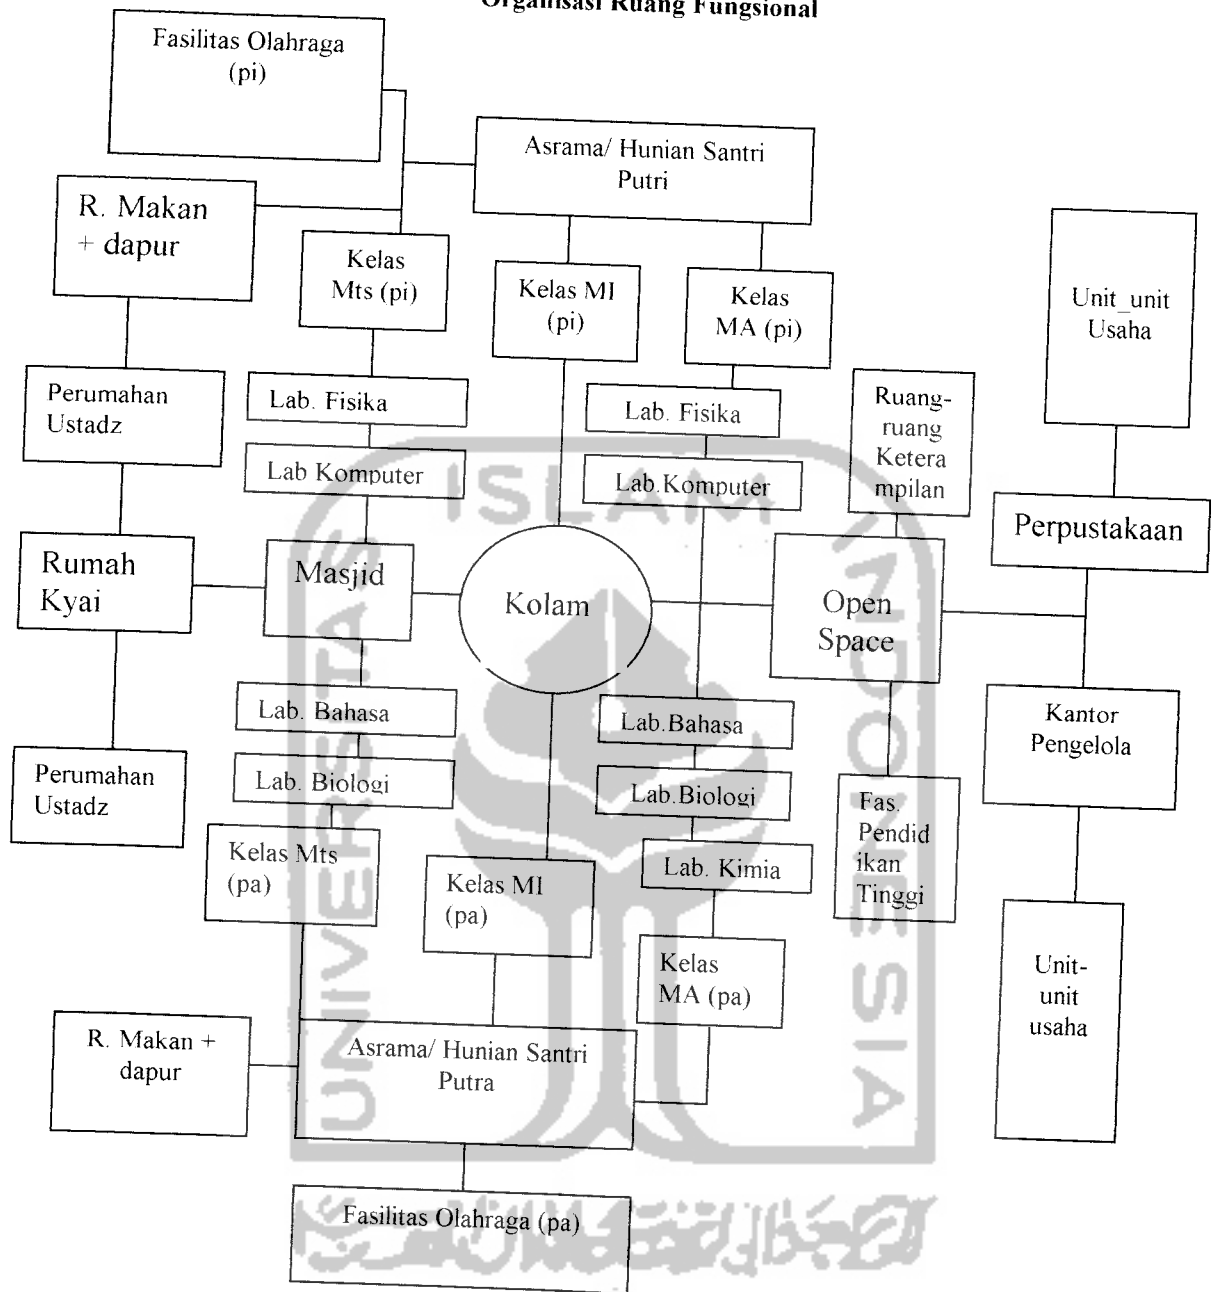 Organisasi Ruang Fungsional
Fasilitas Olahraga
(pi)
Asrama/ Hunian Santri
Putri
R. Makan
+ dapur
Kelas
Mts (pi)
Kelas MI
(pi)
Kelas
MA (pi)
Unit_unit
Usaha
Perumahan
Ustadz
Lab. Fisika
Lab. Fisika
Ruang-
ruang
Ketera
mpilan
Lab Komputer
Lab.Komputer
Perpustakaan
Rumah
Kyai
Masjid
Kolam
Open
Space
Lab. Bahasa
Lab.Bahasa
Kantor
Pengelola
Perumahan
Ustadz
Lab. Biologi
Lab.Biologi
Fas.
Pendid
ikan
Tinggi
Kelas Mts
(pa)
Kelas MI
(pa)
Lab. Kimia
Kelas
MA (pa)
Unit-
unit
usaha
R. Makan +
dapur
Asrama/ Hunian Santri
Putra
Fasilitas Olahraga (pa)
UNIVERSITAS
ISLAM
INDONESIA